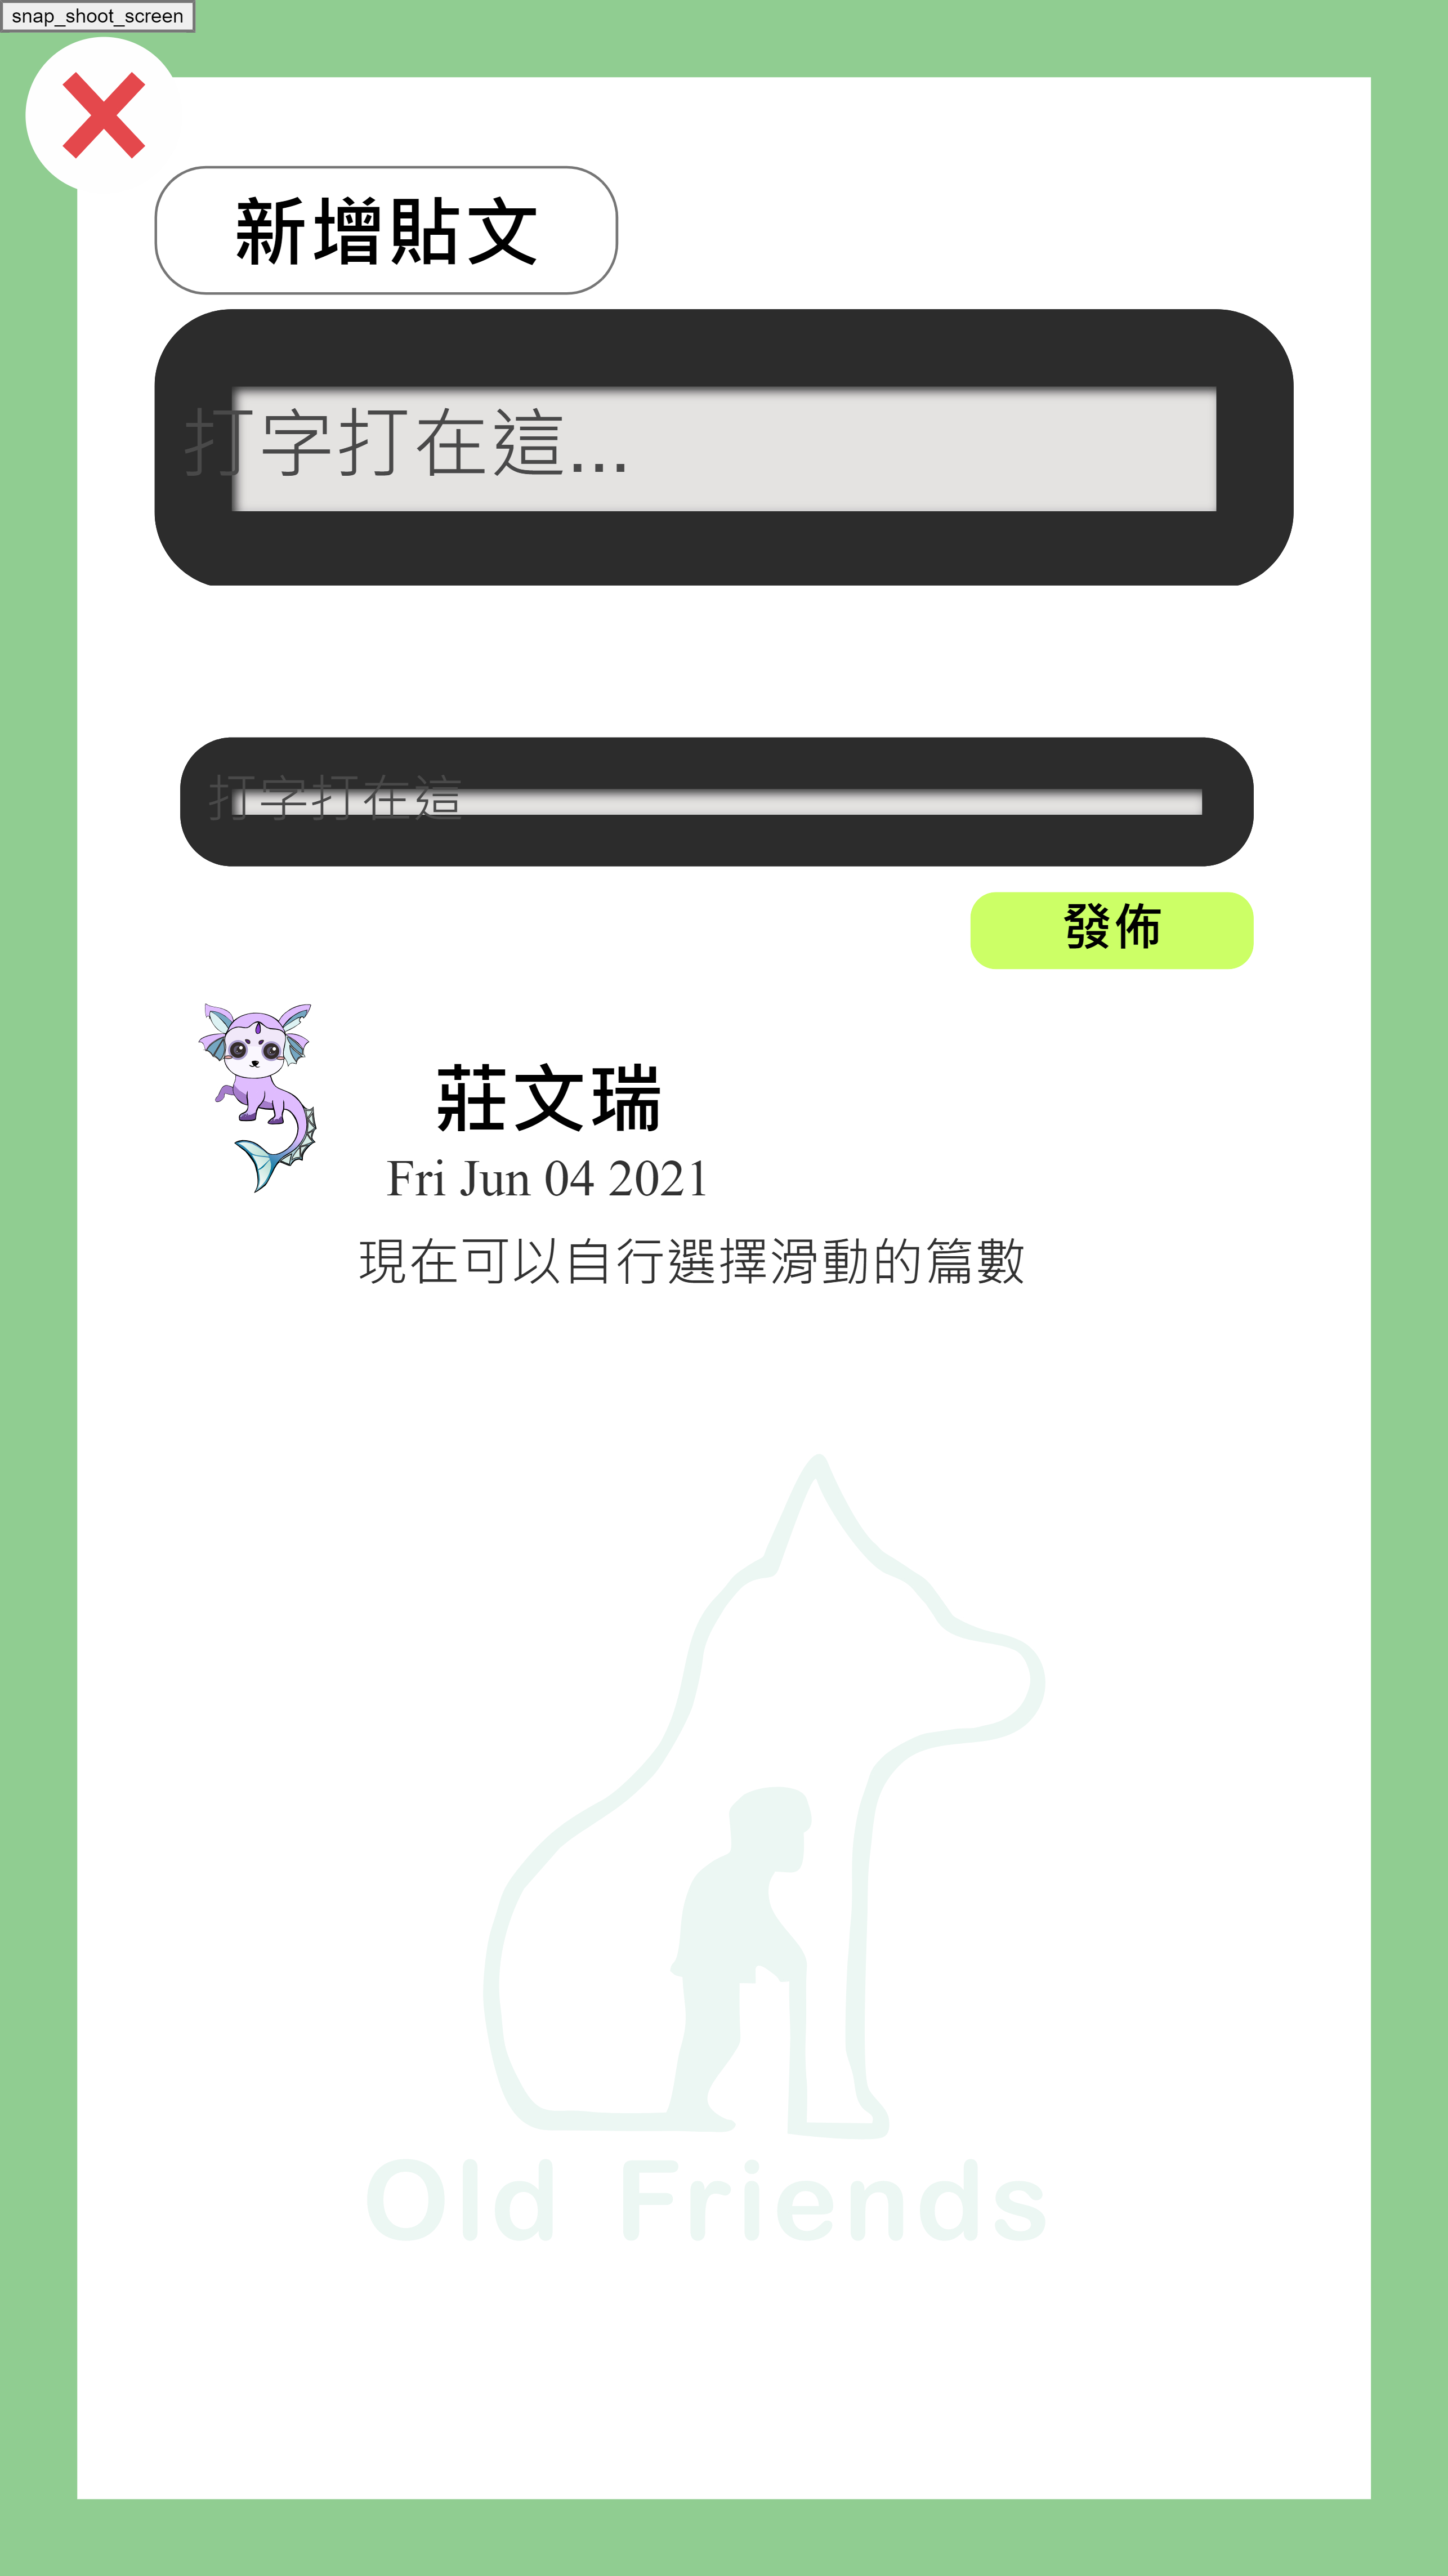 snap_shoot_screen
新增貼文
打字打在這...
打字打在這
發佈
莊文瑞
Fri Jun 04 2021
現在可以自行選擇滑動的篇數
Old Friends